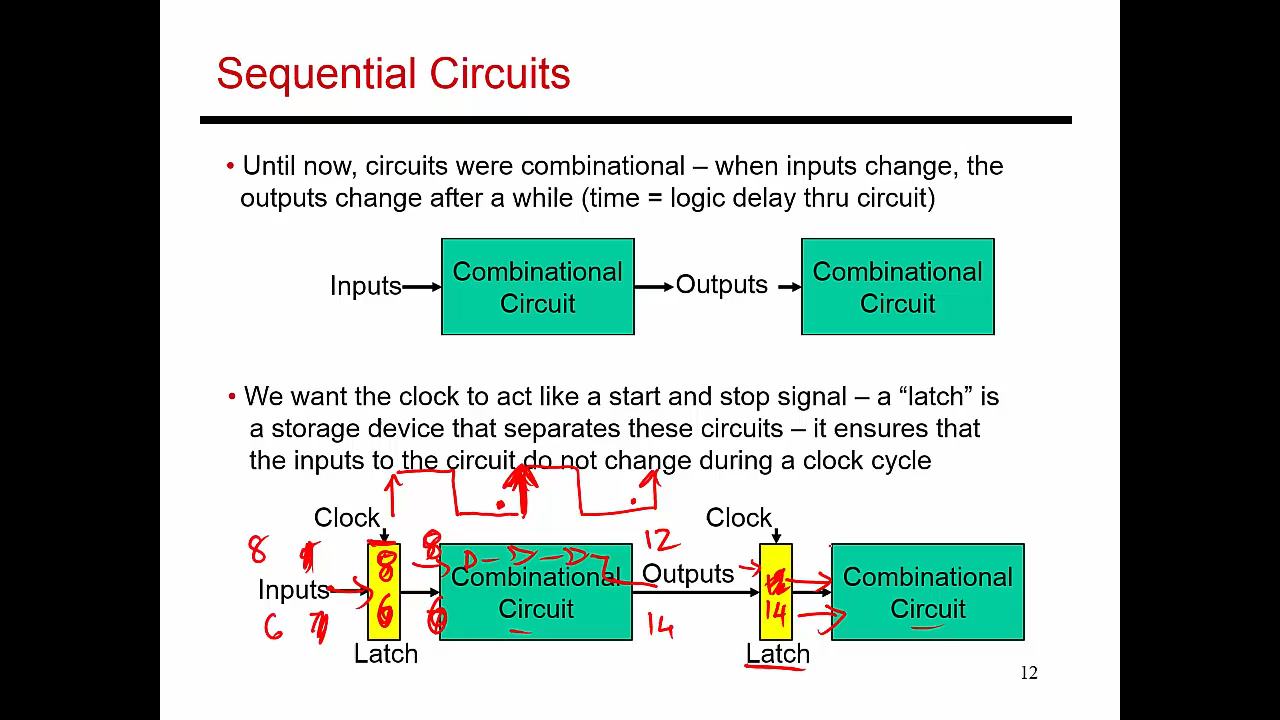 Sequential Circuits
• Until now, circuits were combinational – when inputs change, the
outputs change after a while (time = logic delay thru circuit)
Inputs
Combinational
Circuit
Outputs
Combinational
Circuit
• We want the clock to act like a start and stop signal – a “latch” is
a storage device that separates these circuits – it ensures that
the inputs to the circuit do not change during a clock cycle
Clock
Clock
8
8
8
12
Inputs
Combinational
Circuit
Outputs
Combinational
Circuit
6
6
6
14
14
Latch
Latch
12